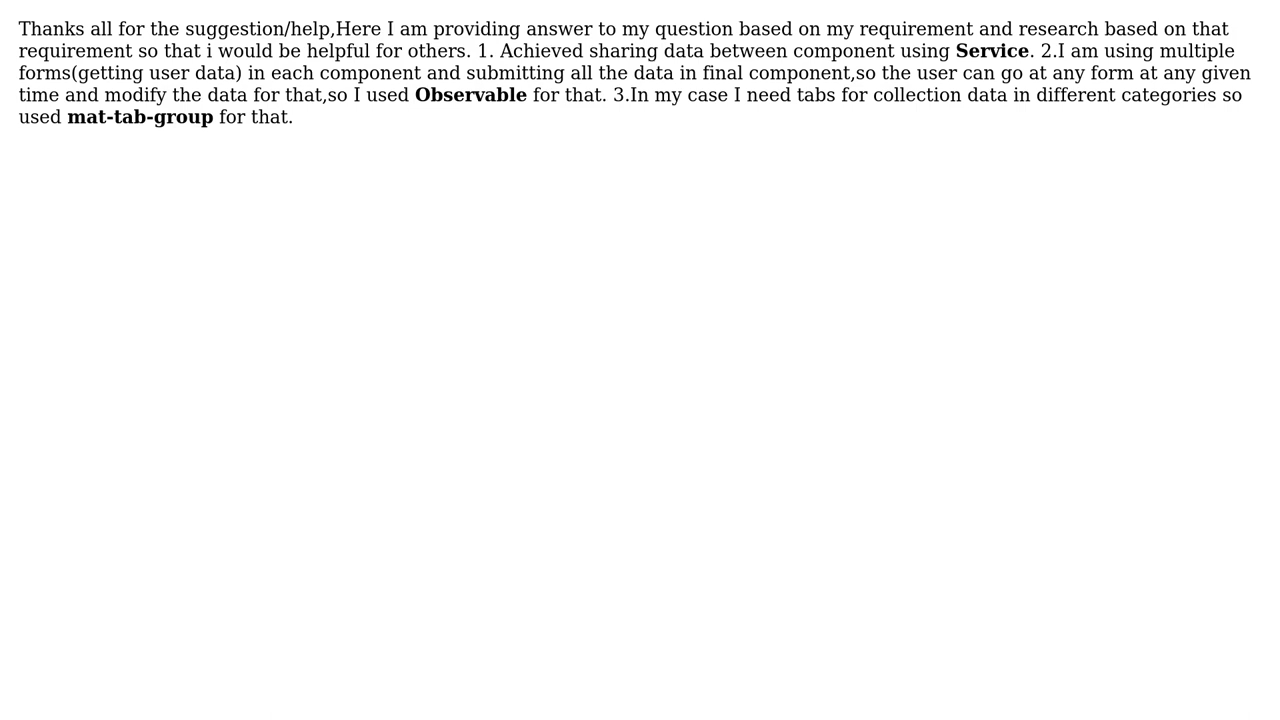 Thanks all for the suggestion/help,Here I am providing answer to my question based on my requirement and research based on that
requirement so that i would be helpful for others. 1. Achieved sharing data between component using Service. 2.I am using multiple
forms(getting user data) in each component and submitting all the data in final component,so the user can go at any form at any given
time and modify the data for that,so I used Observable for that. 3.In my case I need tabs for collection data in different categories so
used mat-tab-group for that.